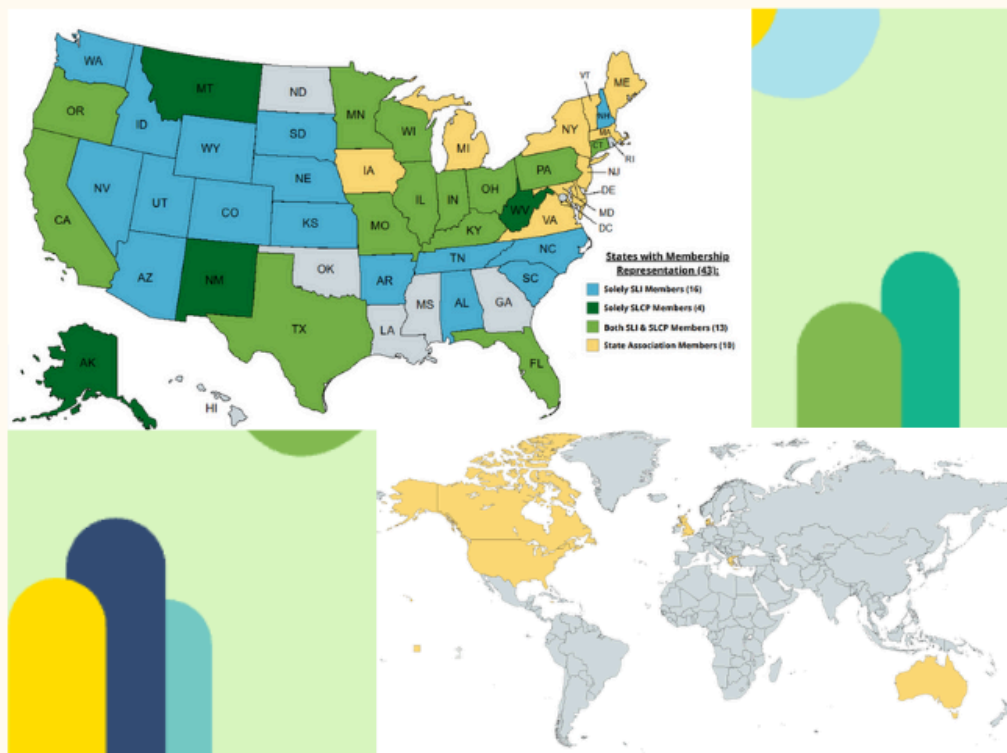 WA
MT
ND
MN
VT
ME
OR
ID
SD
WI
NY
NH
MA
CT
RI
WY
MI
IA
PA
NJ
NV
NE
IL
IN
OH
DE
UT
CO
MD
CA
KS
MO
WV
VA
DC
KY
NC
TN
AZ
NM
OK
AR
SC
MS
AL
GA
TX
LA
FL
AK
HI
States with Membership
Representation (43):
Solely SLI Members (16)
Solely SLCP Members (4)
Both SLI & SLCP Members (13)
State Association Members (10)